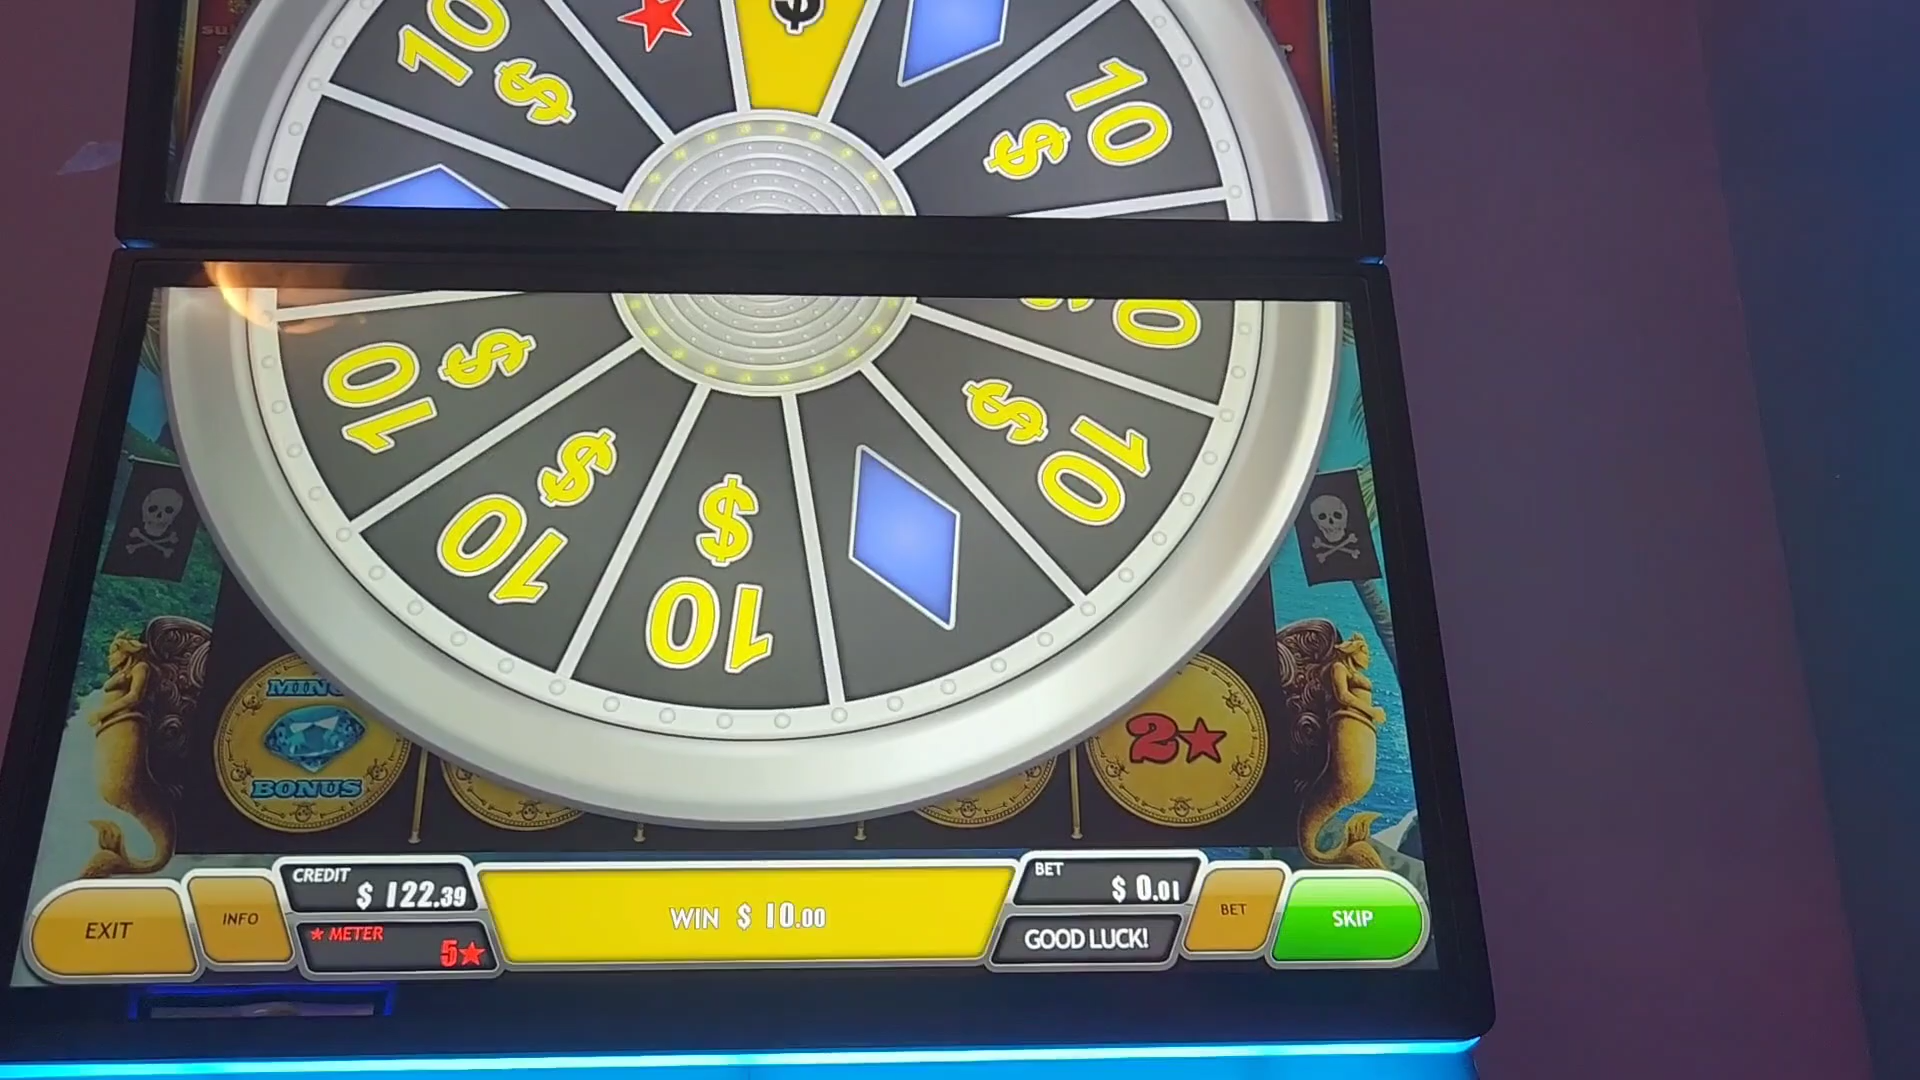 10 $
$
10 $
10 $
10 $
$ 10
$ 10
$ 10
BONUS
2★
CREDIT
$ 122.39
★ METER
5★
EXIT
INFO
WIN $ 10.00
BET
$ 0.01
GOOD LUCK!
BET
SKIP